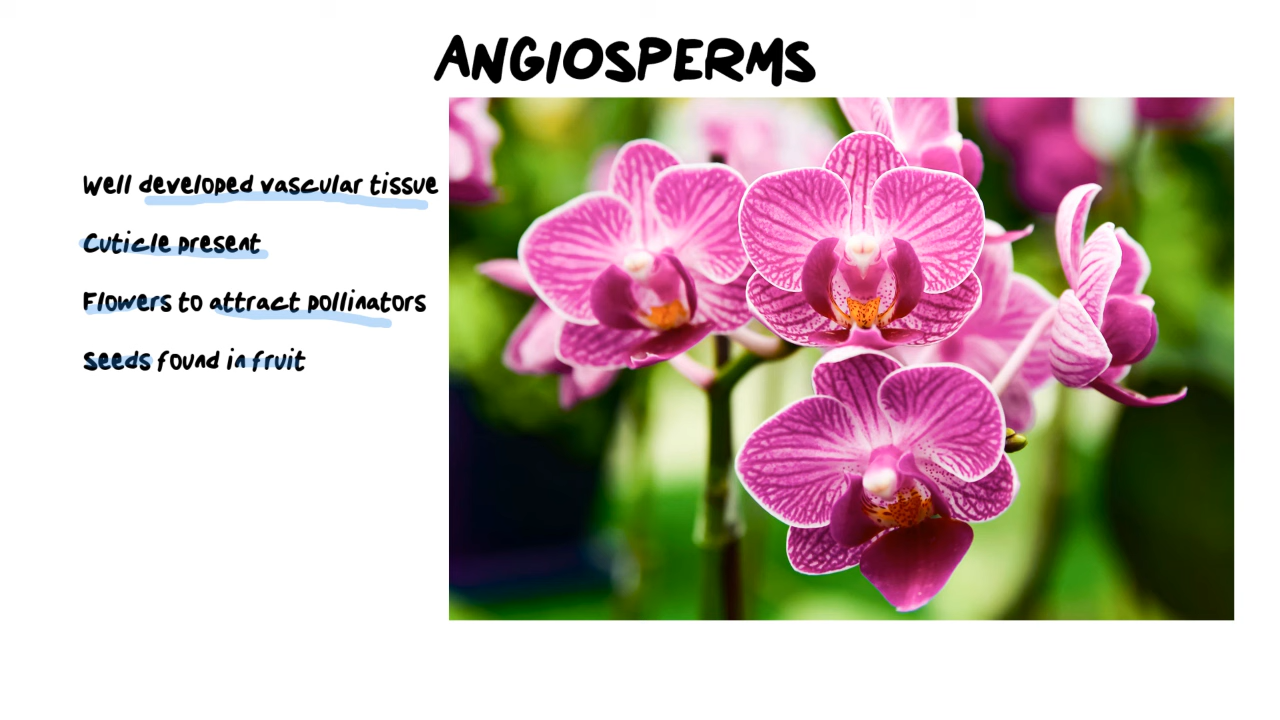 ANGIOSPERMS
Well developed vascular tissue
Cuticle present
Flowers to attract pollinators
Seeds found in fruit